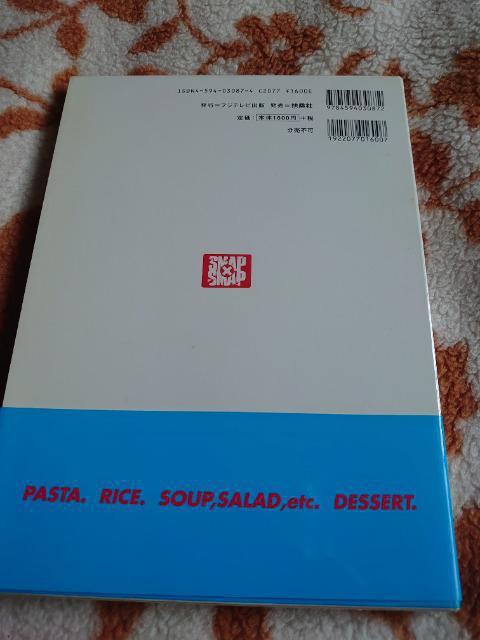 ISBN4-594-03087-4 C2077 ¥1600E
発行=フジテレビ出版 発売=扶桑社
定価:本体1600円+税
分売不可
9784594030872
1922077016007
SMAP
×
SMAP
PASTA. RICE. SOUP,SALAD,etc. DESSERT.